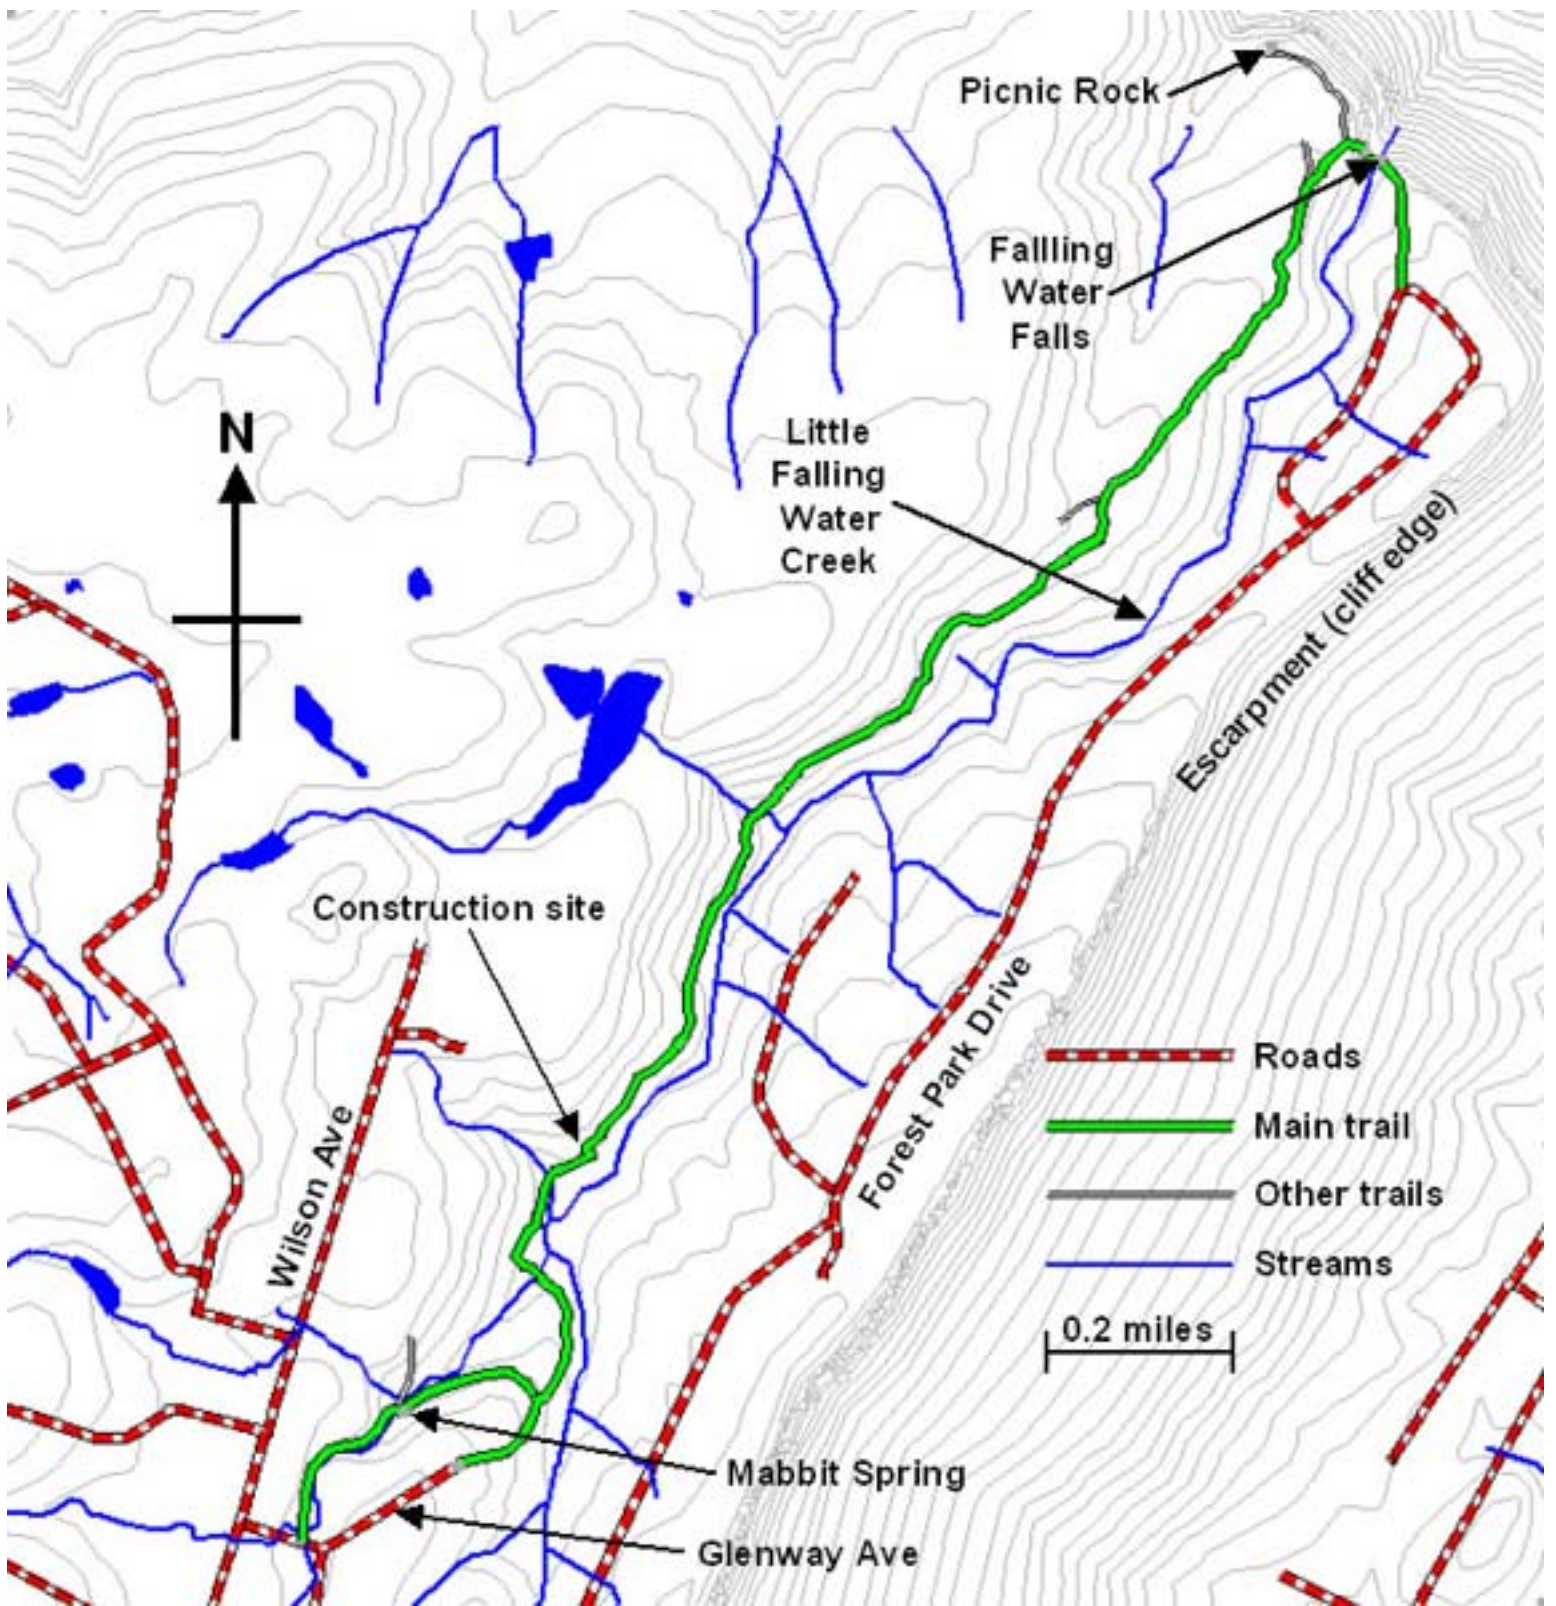 Picnic Rock
Fallling
Water
Falls
N
Little
Falling
Water
Creek
Escarpment (cliff edge)
Construction site
Forest Park Drive
Wilson Ave
Roads
Main trail
Other trails
Streams
0.2 miles
Mabbit Spring
Glenway Ave